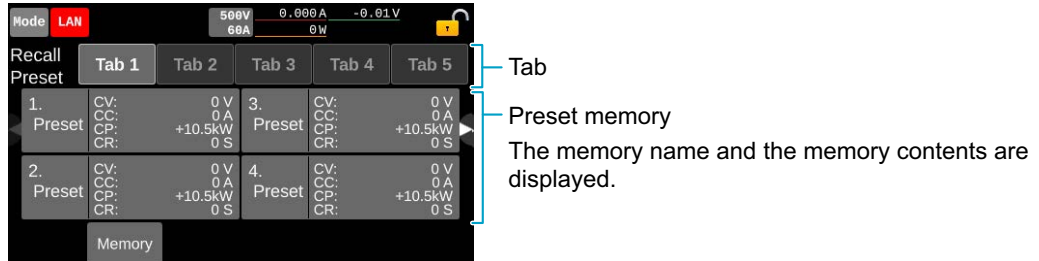 Mode LAN 500V 0.000A -0.01V
60A 0W
Recall Preset Tab 1 Tab 2 Tab 3 Tab 4 Tab 5
1. Preset
CV: 0 V
CC: 0 A
CP: +10.5kW
CR: 0 S
3. Preset
CV: 0 V
CC: 0 A
CP: +10.5kW
CR: 0 S
2. Preset
CV: 0 V
CC: 0 A
CP: +10.5kW
CR: 0 S
4. Preset
CV: 0 V
CC: 0 A
CP: +10.5kW
CR: 0 S
Memory
Tab
Preset memory
The memory name and the memory contents are
displayed.